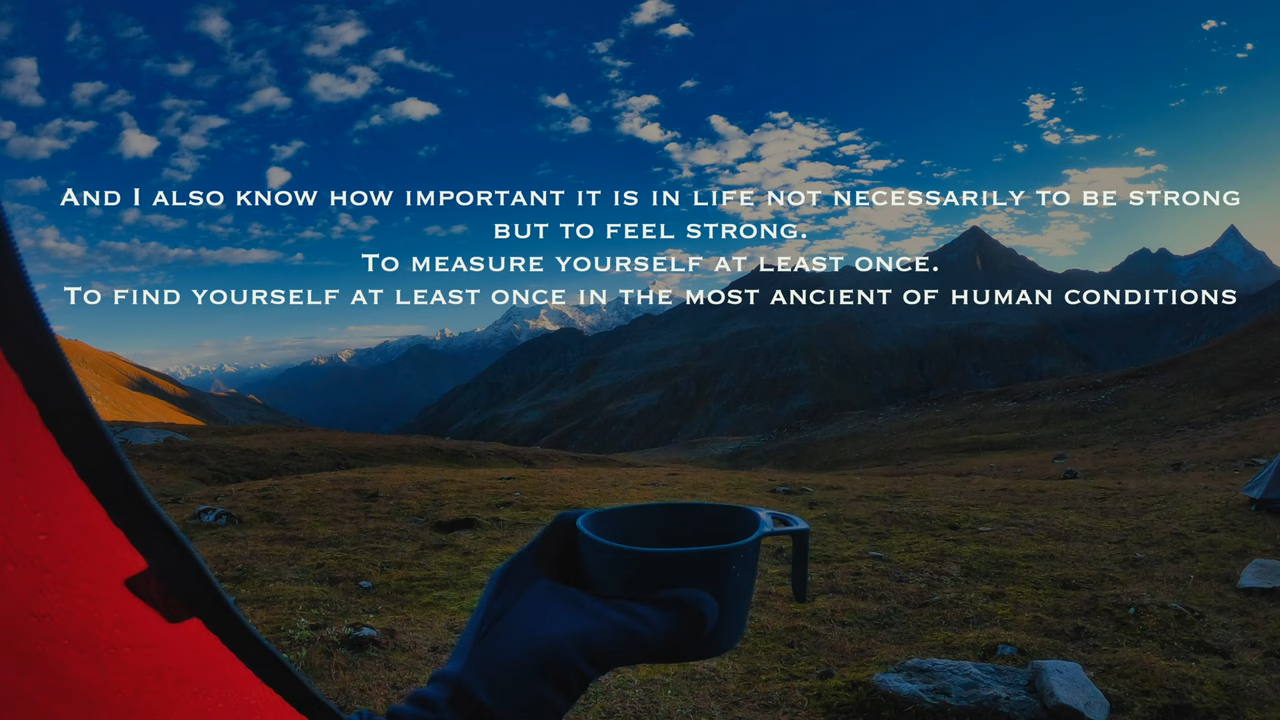 And I also know how important it is in life not necessarily to be strong
but to feel strong.
To measure yourself at least once.
To find yourself at least once in the most ancient of human conditions